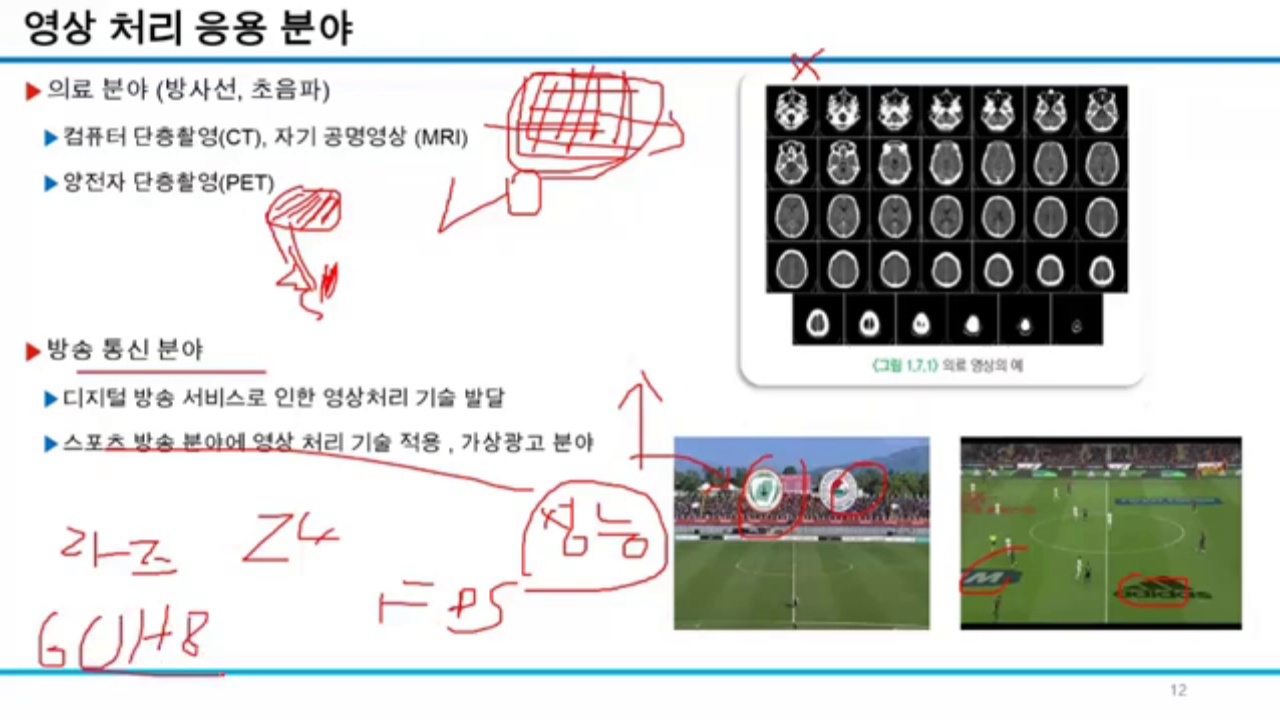 영상 처리 응용 분야
의료 분야 (방사선, 초음파)
컴퓨터 단층촬영(CT), 자기 공명영상 (MRI)
양전자 단층촬영(PET)
<그림 1.7.1> 의료 영상의 예
방송 통신 분야
디지털 방송 서비스로 인한 영상처리 기술 발달
스포츠 방송 분야에 영상 처리 기술 적용 , 가상광고 분야
성능
24
FPS
adidas
12